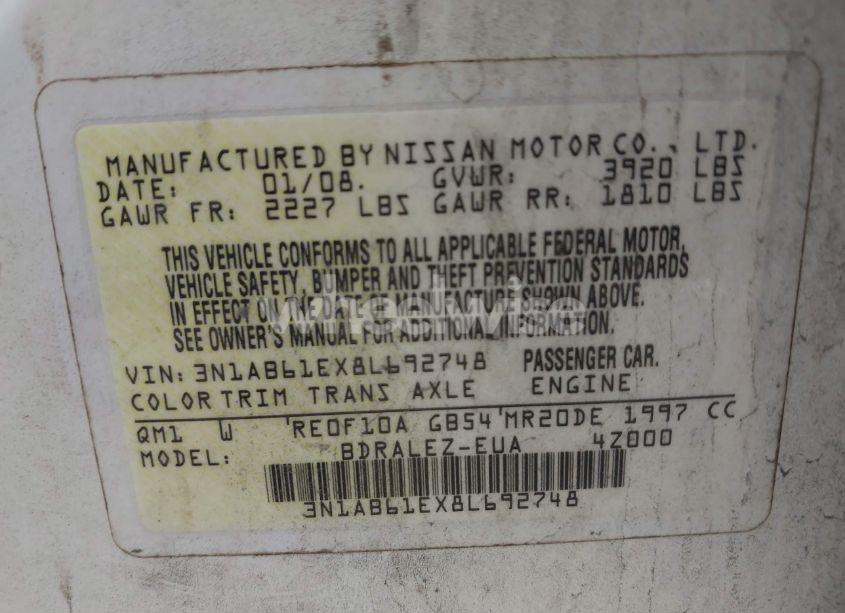 MANUFACTURED BY NISSAN MOTOR CO., LTD.
DATE: 01/08. GVWR: 3920 LBS
GAWR FR: 2227 LBS GAWR RR: 1810 LBS
THIS VEHICLE CONFORMS TO ALL APPLICABLE FEDERAL MOTOR
VEHICLE SAFETY, BUMPER AND THEFT PREVENTION STANDARDS
IN EFFECT ON THE DATE OF MANUFACTURE SHOWN ABOVE.
SEE OWNER'S MANUAL FOR ADDITIONAL INFORMATION.
VIN: 3N1AB61EX8L692748 PASSENGER CAR.
COLOR TRIM TRANS AXLE ENGINE
QM1 W RE0F10A GB54 MR20DE 1997 CC
MODEL: BDRALEZ-EUA 4Z000
3N1AB61EX8L692748